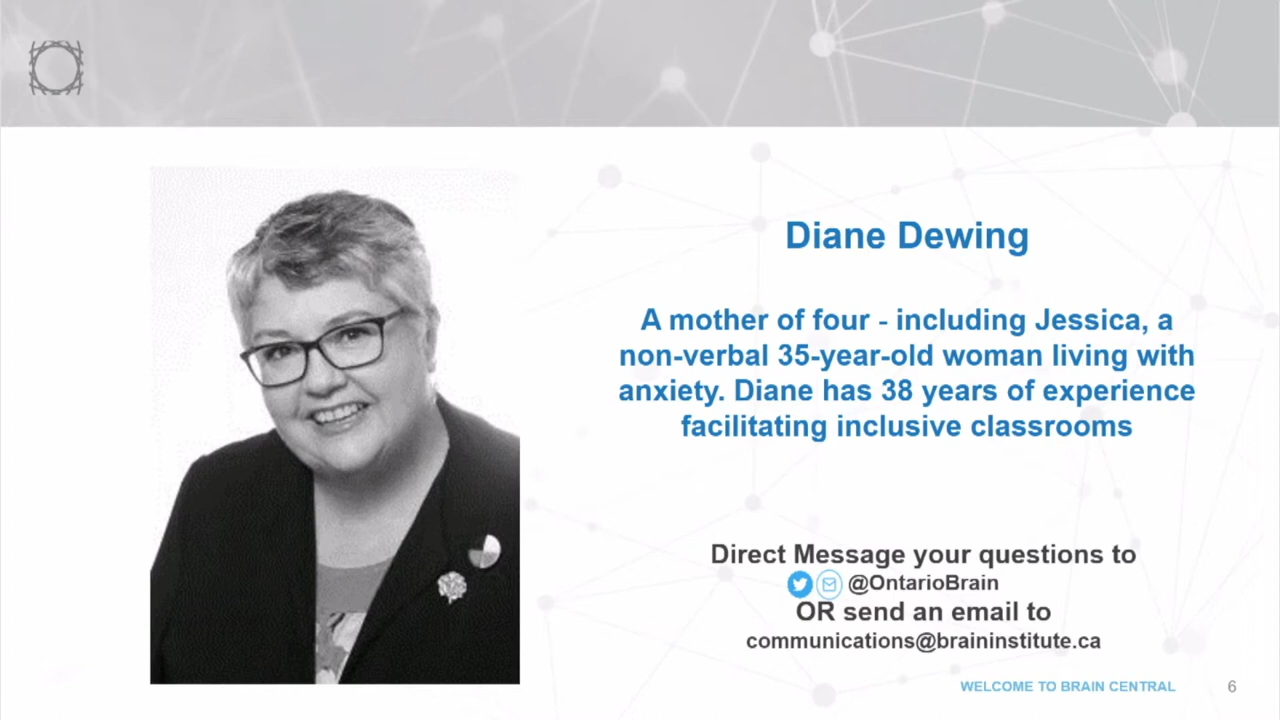 Diane Dewing
A mother of four - including Jessica, a
non-verbal 35-year-old woman living with
anxiety. Diane has 38 years of experience
facilitating inclusive classrooms
Direct Message your questions to
@OntarioBrain
OR send an email to
communications@braininstitute.ca
WELCOME TO BRAIN CENTRAL 6